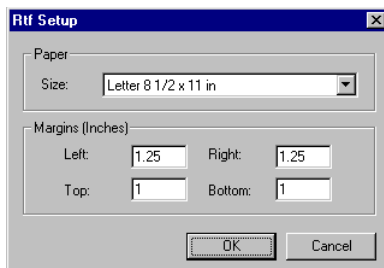 Rtf Setup
Paper
Size: Letter 8 1/2 x 11 in
Margins (Inches)
Left: 1.25 Right: 1.25
Top: 1 Bottom: 1
OK Cancel